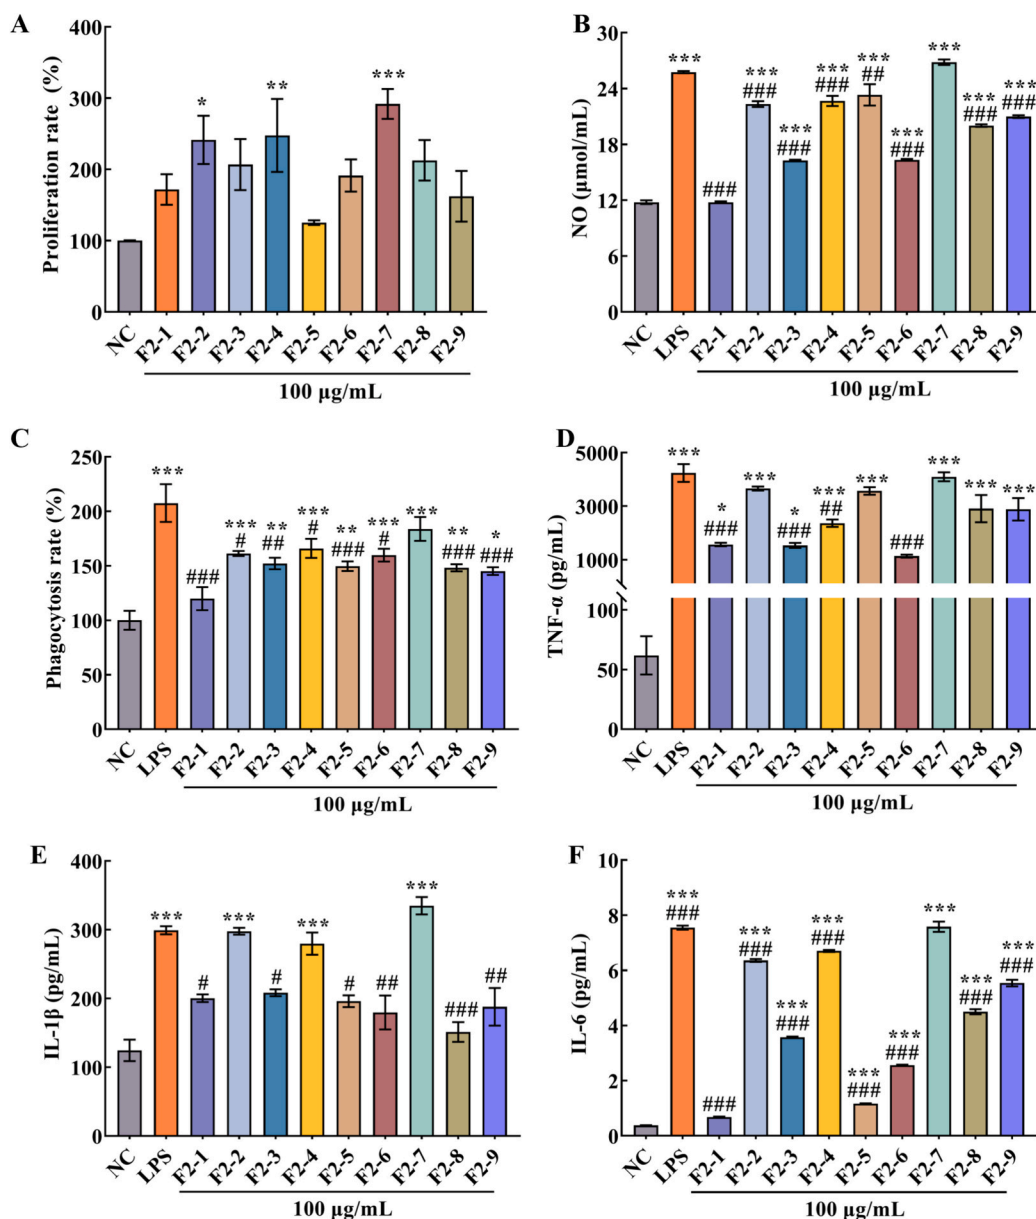 A
Proliferation rate (%)
400
300
200
100
0
*
**
***
NC
F2-1
F2-2
F2-3
F2-4
F2-5
F2-6
F2-7
F2-8
F2-9
100 μg/mL
B
NO (μmol/mL)
30
24
18
12
6
0
***
###
***
###
***
###
***
###
***
##
***
###
***
***
###
***
###
NC
LPS
F2-1
F2-2
F2-3
F2-4
F2-5
F2-6
F2-7
F2-8
F2-9
100 μg/mL
C
Phagocytosis rate (%)
250
200
150
100
50
0
***
###
***
#
**
##
***
#
**
###
***
#
***
**
###
*
###
NC
LPS
F2-1
F2-2
F2-3
F2-4
F2-5
F2-6
F2-7
F2-8
F2-9
100 μg/mL
D
TNF-α (pg/mL)
5000
3000
1000
100
50
0
***
*
###
***
*
###
***
##
***
###
***
***
***
NC
LPS
F2-1
F2-2
F2-3
F2-4
F2-5
F2-6
F2-7
F2-8
F2-9
100 μg/mL
E
IL-1β (pg/mL)
400
300
200
100
0
***
#
***
#
***
#
##
***
###
##
NC
LPS
F2-1
F2-2
F2-3
F2-4
F2-5
F2-6
F2-7
F2-8
F2-9
100 μg/mL
F
IL-6 (pg/mL)
10
8
6
4
2
0
***
###
###
***
###
***
###
***
###
***
###
***
###
***
***
###
***
###
NC
LPS
F2-1
F2-2
F2-3
F2-4
F2-5
F2-6
F2-7
F2-8
F2-9
100 μg/mL